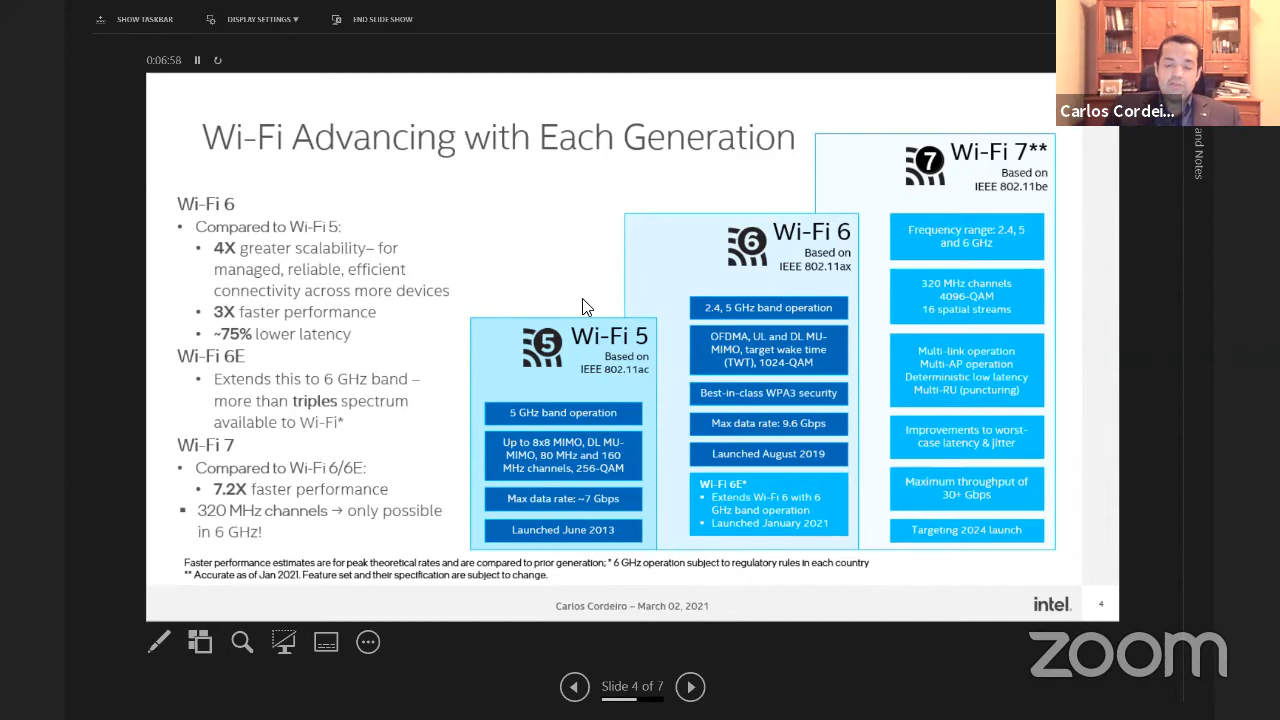 SHOW TASKBAR
DISPLAY SETTINGS ▾
END SLIDE SHOW
0:06:58
Carlos Cordei...
and Notes
Wi-Fi Advancing with Each Generation
Wi-Fi 6
• Compared to Wi-Fi 5:
• 4X greater scalability– for
managed, reliable, efficient
connectivity across more devices
• 3X faster performance
• ~75% lower latency
Wi-Fi 6E
• Extends this to 6 GHz band –
more than triples spectrum
available to Wi-Fi*
Wi-Fi 7
• Compared to Wi-Fi 6/6E:
• 7.2X faster performance
▪ 320 MHz channels → only possible
in 6 GHz!
5
Wi-Fi 5
Based on
IEEE 802.11ac
5 GHz band operation
Up to 8x8 MIMO, DL MU-
MIMO, 80 MHz and 160
MHz channels, 256-QAM
Max data rate: ~7 Gbps
Launched June 2013
6
Wi-Fi 6
Based on
IEEE 802.11ax
2.4, 5 GHz band operation
OFDMA, UL and DL MU-
MIMO, target wake time
(TWT), 1024-QAM
Best-in-class WPA3 security
Max data rate: 9.6 Gbps
Launched August 2019
Wi-Fi 6E*
• Extends Wi-Fi 6 with 6
GHz band operation
• Launched January 2021
7
Wi-Fi 7**
Based on
IEEE 802.11be
Frequency range: 2.4, 5
and 6 GHz
320 MHz channels
4096-QAM
16 spatial streams
Multi-link operation
Multi-AP operation
Deterministic low latency
Multi-RU (puncturing)
Improvements to worst-
case latency & jitter
Maximum throughput of
30+ Gbps
Targeting 2024 launch
Faster performance estimates are for peak theoretical rates and are compared to prior generation; * 6 GHz operation subject to regulatory rules in each country
** Accurate as of Jan 2021. Feature set and their specification are subject to change.
Carlos Cordeiro – March 02, 2021
intel.
4
zoom
Slide 4 of 7